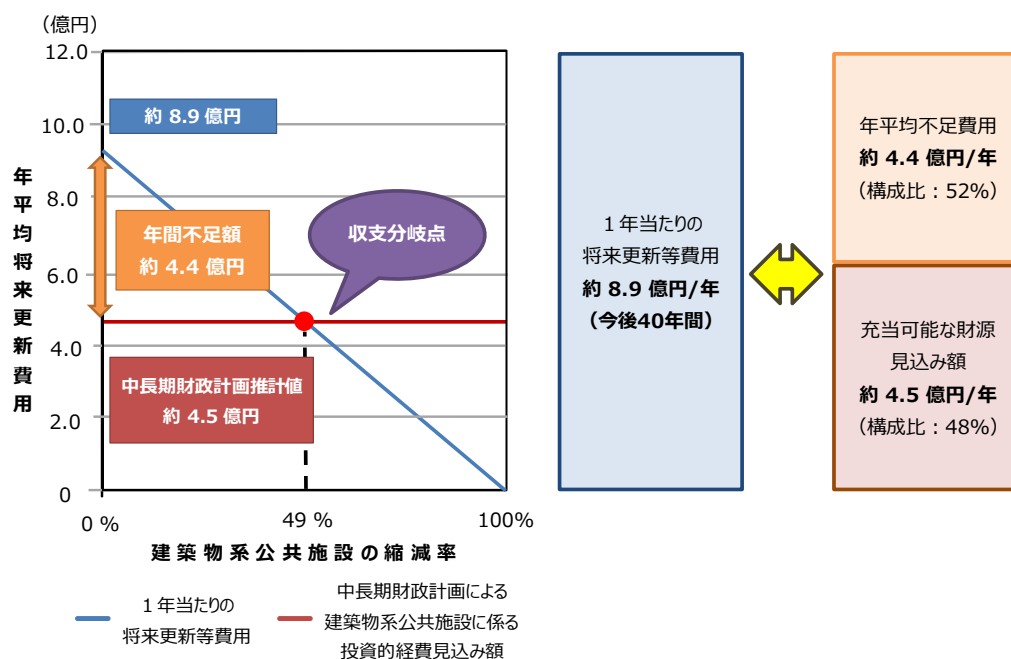 （億円）
12.0
10.0
8.0
6.0
4.0
2.0
0
年平均将来更新費用
約 8.9 億円
年間不足額
約 4.4 億円
収支分岐点
中長期財政計画推計値
約 4.5 億円
0 %
49 %
100%
建築物系公共施設の縮減率
１年当たりの
将来更新等費用
中長期財政計画による
建築物系公共施設に係る
投資的経費見込み額
１年当たりの
将来更新等費用
約 8.9 億円/年
（今後40年間）
年平均不足費用
約 4.4 億円/年
（構成比：52%）
充当可能な財源
見込み額
約 4.5 億円/年
（構成比：48%）